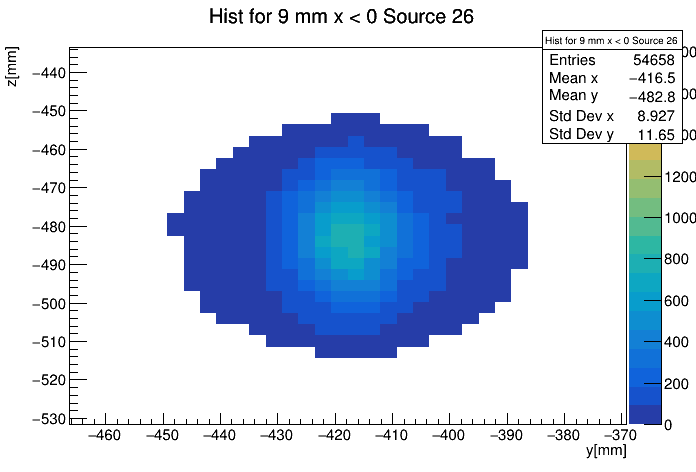 Hist for 9 mm x < 0 Source 26
Hist for 9 mm x < 0 Source 26
Entries 54658
Mean x −416.5
Mean y −482.8
Std Dev x 8.927
Std Dev y 11.65
z[mm]
−440
−450
−460
−470
−480
−490
−500
−510
−520
−530
−460 −450 −440 −430 −420 −410 −400 −390 −380 −370
y[mm]
1200
1000
800
600
400
200
0